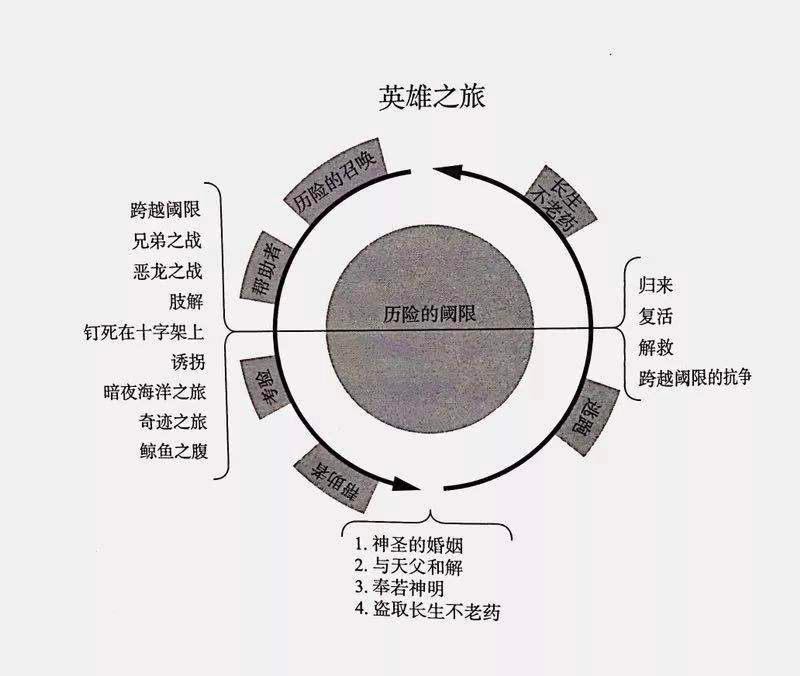 英雄之旅
历险的召唤
长生
不老药
帮助者
跨越阈限
兄弟之战
恶龙之战
肢解
钉死在十字架上
诱拐
暗夜海洋之旅
奇迹之旅
鲸鱼之腹
历险的阈限
归来
复活
解救
跨越阈限的抗争
考验
逃跑
帮助者
1. 神圣的婚姻
2. 与天父和解
3. 奉若神明
4. 盗取长生不老药